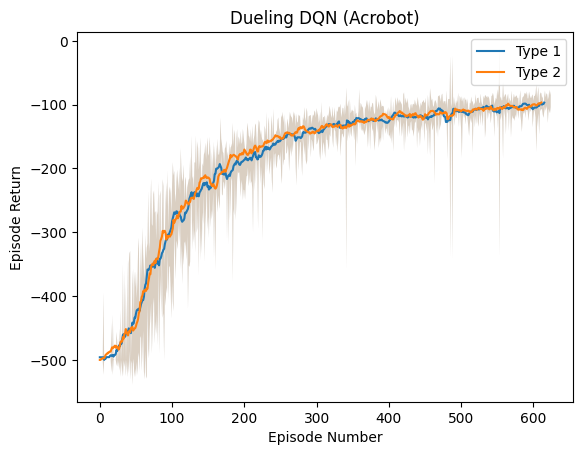 Dueling DQN (Acrobot)
Type 1
Type 2
Episode Return
0
−100
−200
−300
−400
−500
0
100
200
300
400
500
600
Episode Number